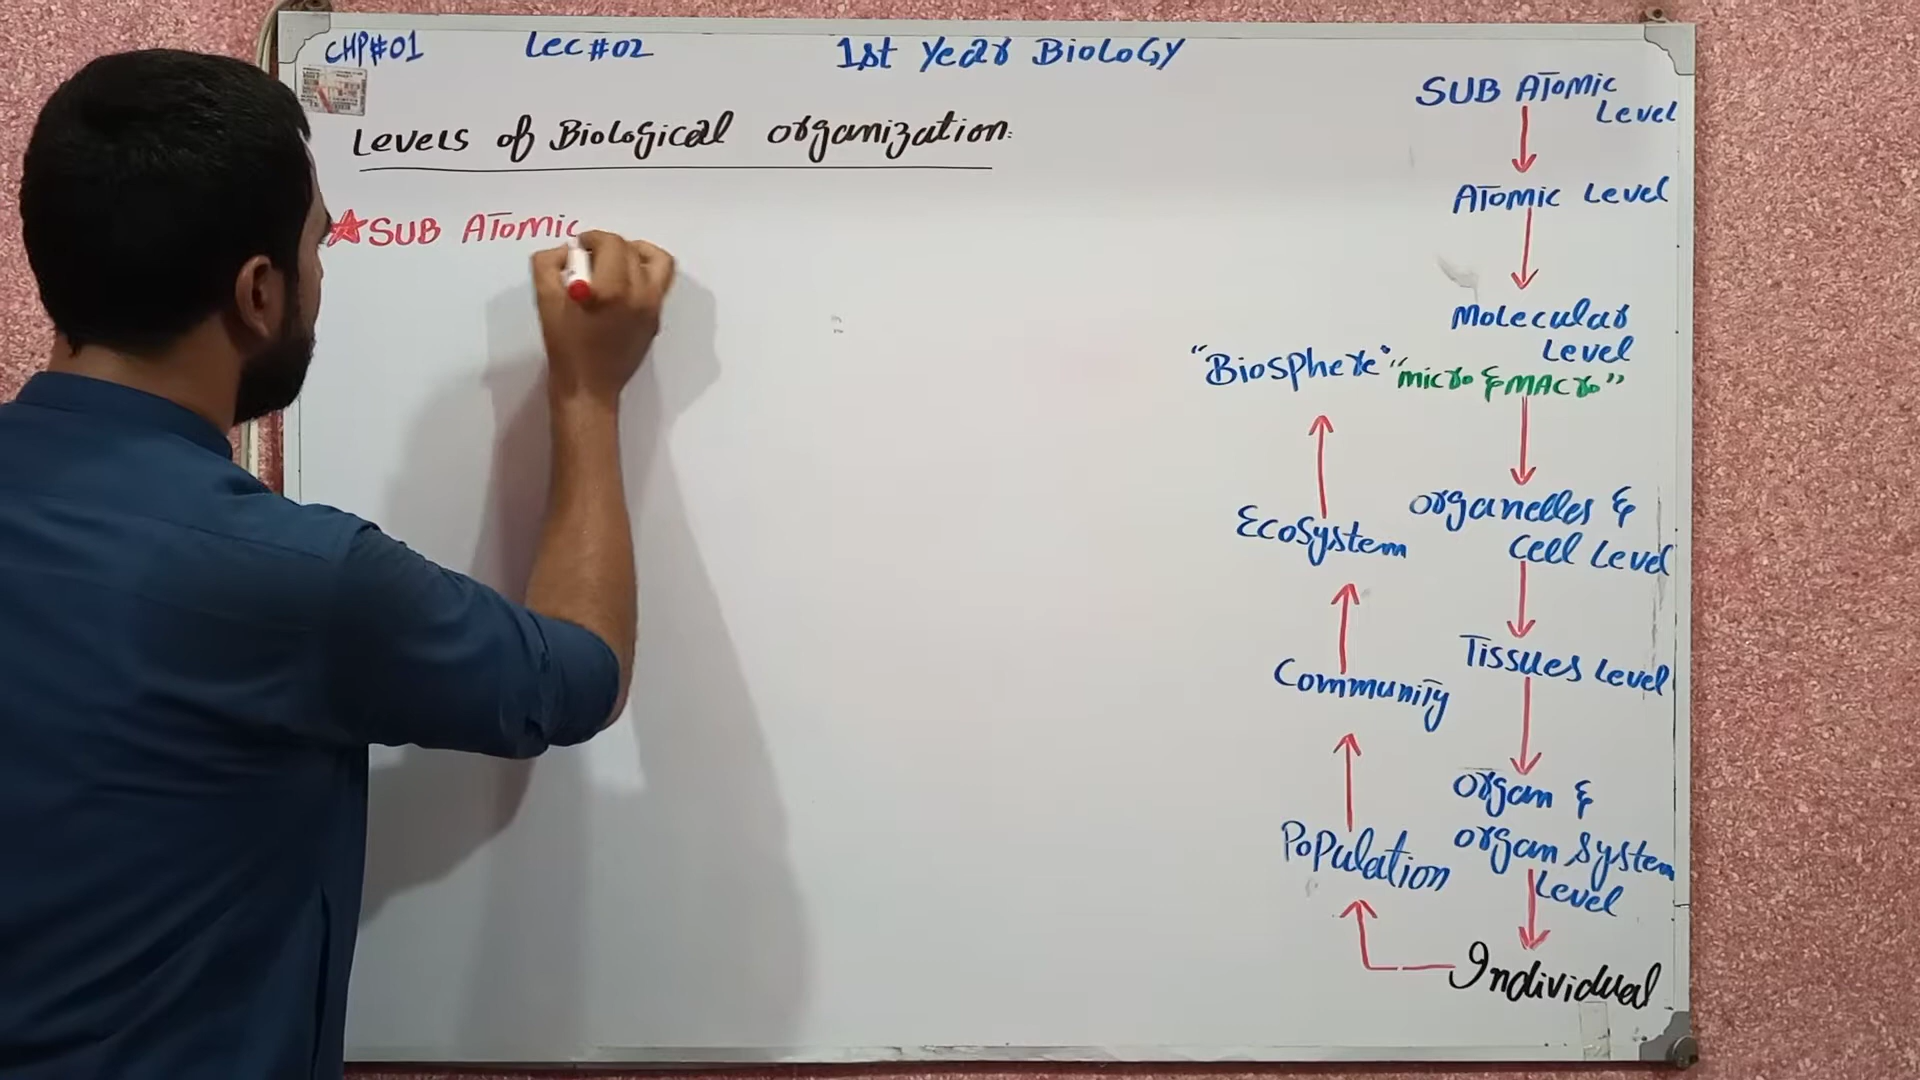 CHP#01 Lec#02 1st Year BioLoGY
Levels of Biological organization:
SUB ATomic
SUB ATomic
Level
ATomic Level
Molecular
Level
"micro & MAcro"
organelles &
Cell Level
Tissues Level
Organ &
organ system
Level
Individual
Population
Community
EcoSystem
"Biosphere"